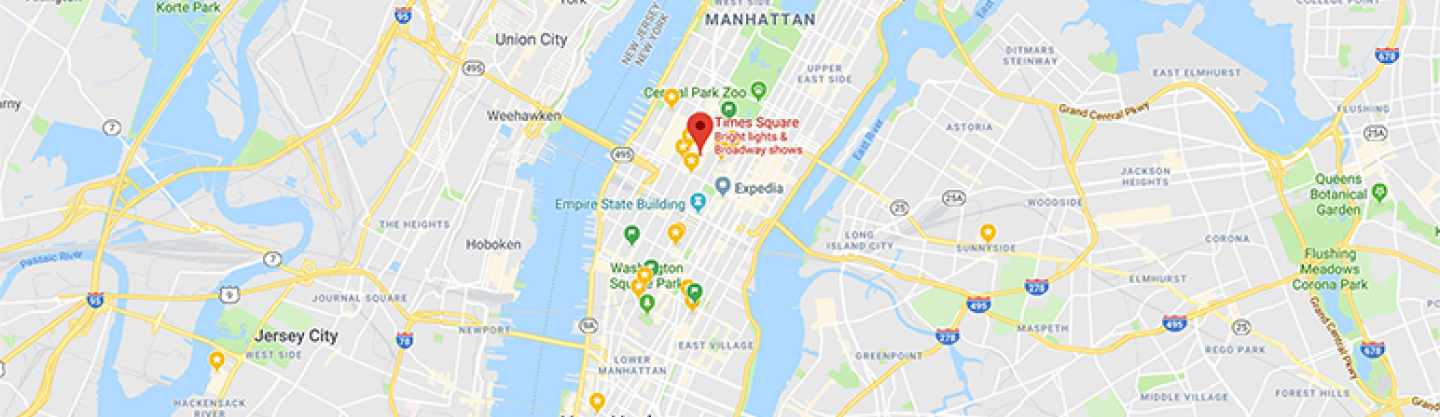 Korte Park
York
WEST SIDE
MANHATTAN
95
East
Union City
NEW JERSEY
NEW YORK
DITMARS
STEINWAY
678
495
UPPER
EAST SIDE
EAST ELMHURST
Central Park Zoo
Grand Central Pkwy
FLUSHING
Weehawken
Times Square
Bright lights &
Broadway shows
7
495
ASTORIA
East River
25A
JACKSON
HEIGHTS
Expedia
Queens
Botanical
Garden
Empire State Building
25
25A
WOODSIDE
THE HEIGHTS
Hoboken
LONG
ISLAND CITY
SUNNYSIDE
CORONA
Passaic River
7
Washington
Square Park
Flushing
Meadows
Corona Park
ELMHURST
95
9
JOURNAL SQUARE
278
495
Jersey City
WEST SIDE
78
NEWPORT
9A
EAST VILLAGE
278
MASPETH
495
25
Grand Central Pkwy
REGO PARK
678
LOWER
MANHATTAN
GREENPOINT
HACKENSACK
RIVER
MIDDLE VILLAGE
FOREST HILLS